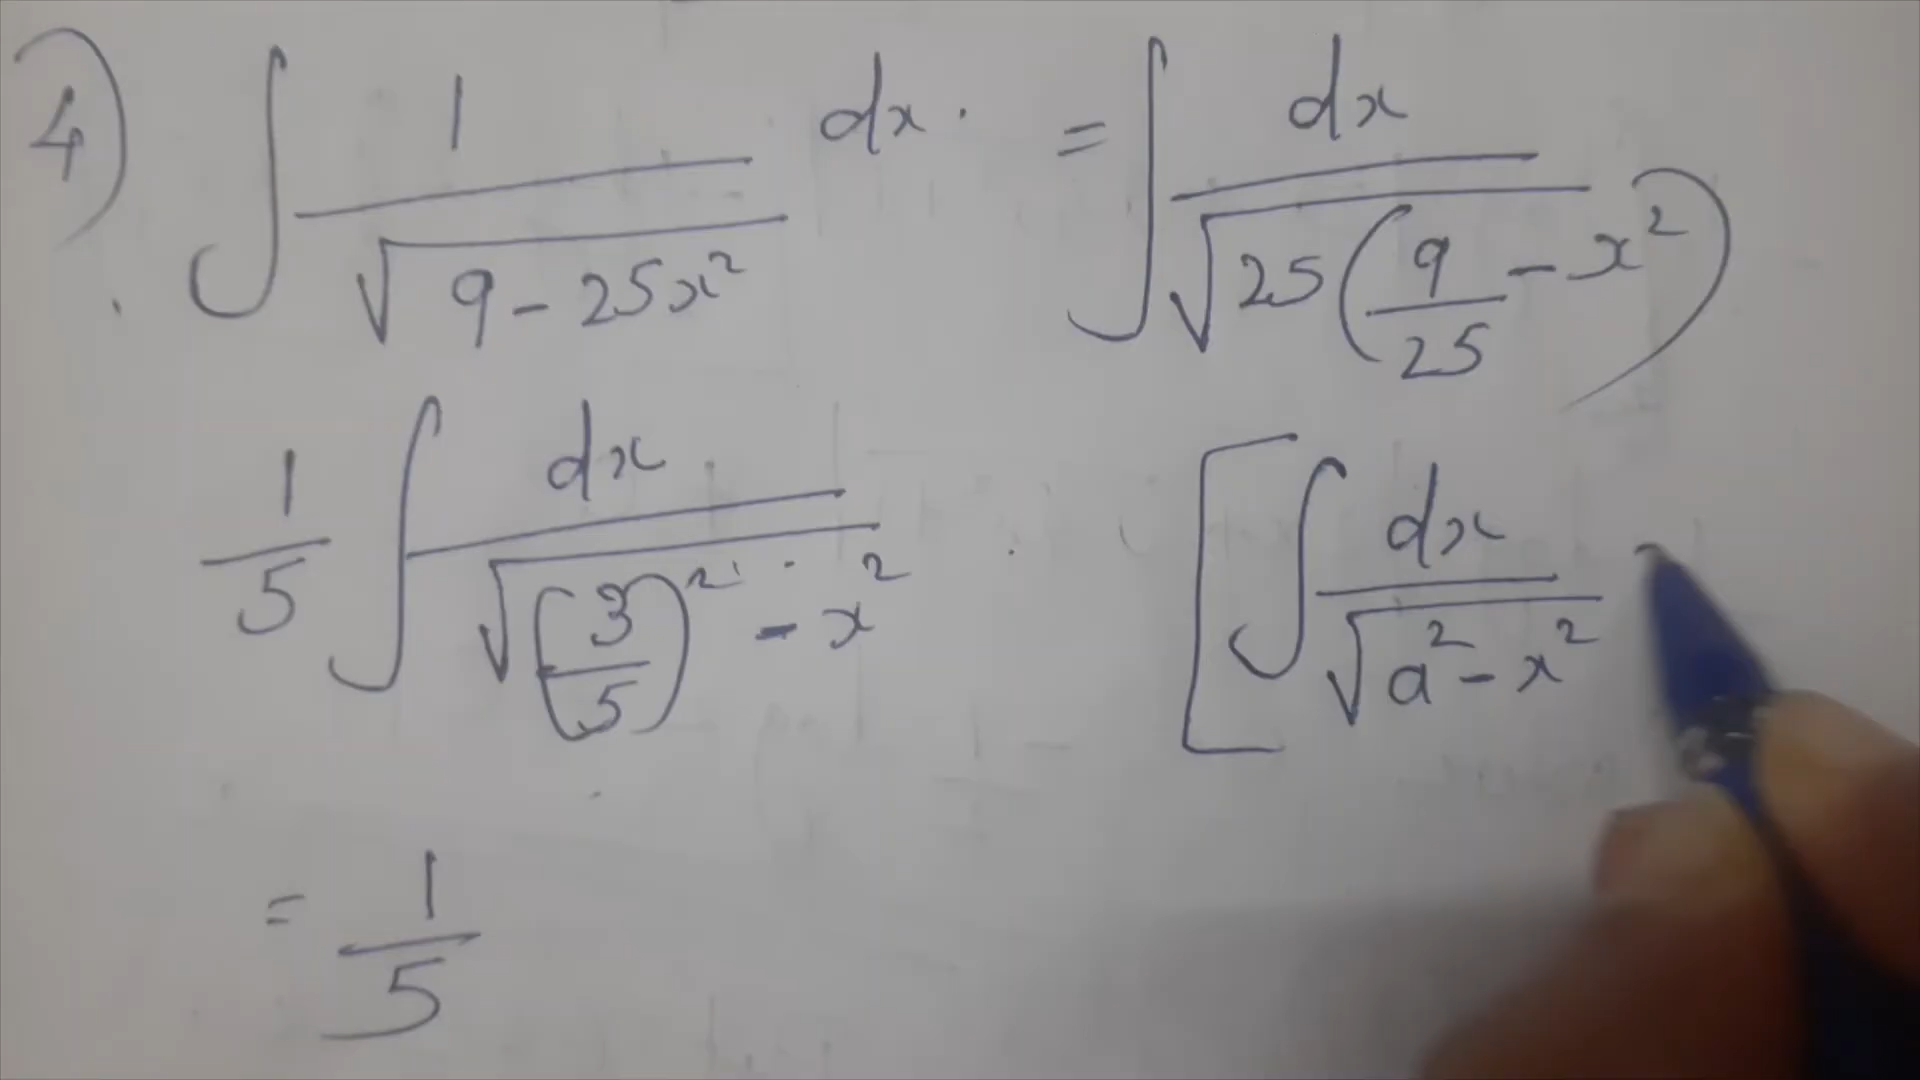 4) ∫ 1/√(9 - 25x²) dx. = ∫ dx/√(25(9/25 - x²))
1/5 ∫ dx/√((3/5)² - x²) [∫ dx/√(a² - x²)
= 1/5